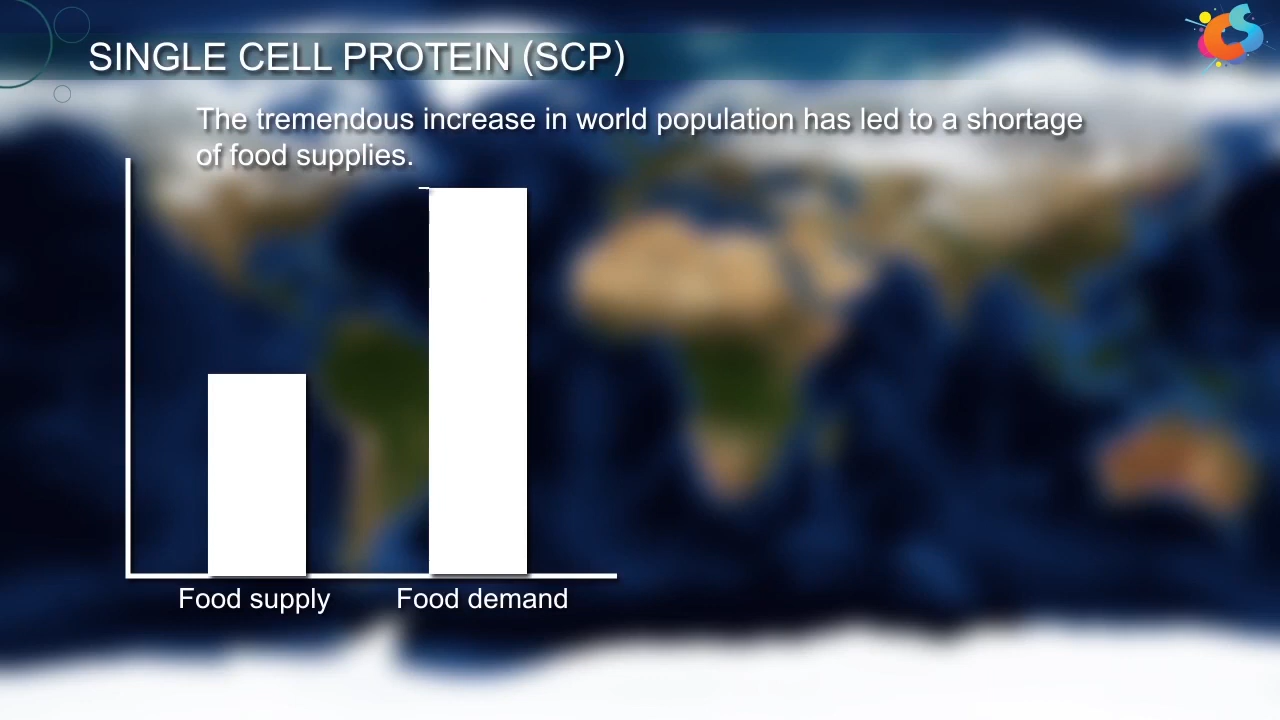 SINGLE CELL PROTEIN (SCP)
The tremendous increase in world population has led to a shortage
of food supplies.
Food supply
Food demand